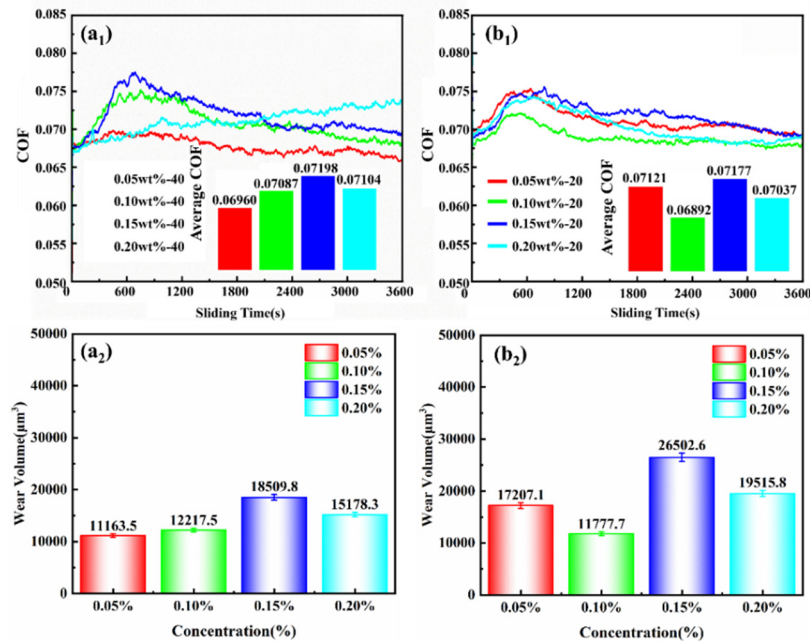 (a1)
0.085
0.080
0.075
0.070
0.065
0.060
0.055
0.050
COF
0.05wt%-40
0.10wt%-40
0.15wt%-40
0.20wt%-40
Average COF
0.06960
0.07087
0.07198
0.07104
0 600 1200 1800 2400 3000 3600
Sliding Time(s)
(b1)
0.085
0.080
0.075
0.070
0.065
0.060
0.055
0.050
COF
0.05wt%-20
0.10wt%-20
0.15wt%-20
0.20wt%-20
Average COF
0.07121
0.06892
0.07177
0.07037
0 600 1200 1800 2400 3000 3600
Sliding Time(s)
(a2)
50000
40000
30000
20000
10000
0
Wear Volume(μm³)
0.05%
0.10%
0.15%
0.20%
11163.5
12217.5
18509.8
15178.3
0.05% 0.10% 0.15% 0.20%
Concentration(%)
(b2)
50000
40000
30000
20000
10000
0
Wear Volume(μm³)
0.05%
0.10%
0.15%
0.20%
17207.1
11777.7
26502.6
19515.8
0.05% 0.10% 0.15% 0.20%
Concentration(%)